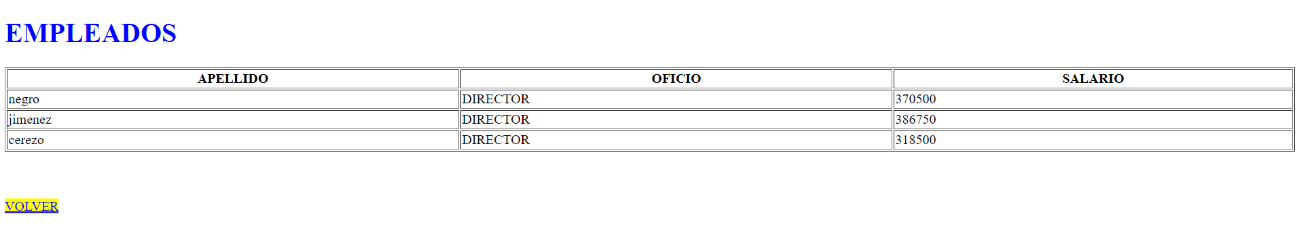 EMPLEADOS
APELLIDO OFICIO SALARIO
negro DIRECTOR 370500
jimenez DIRECTOR 386750
cerezo DIRECTOR 318500
VOLVER